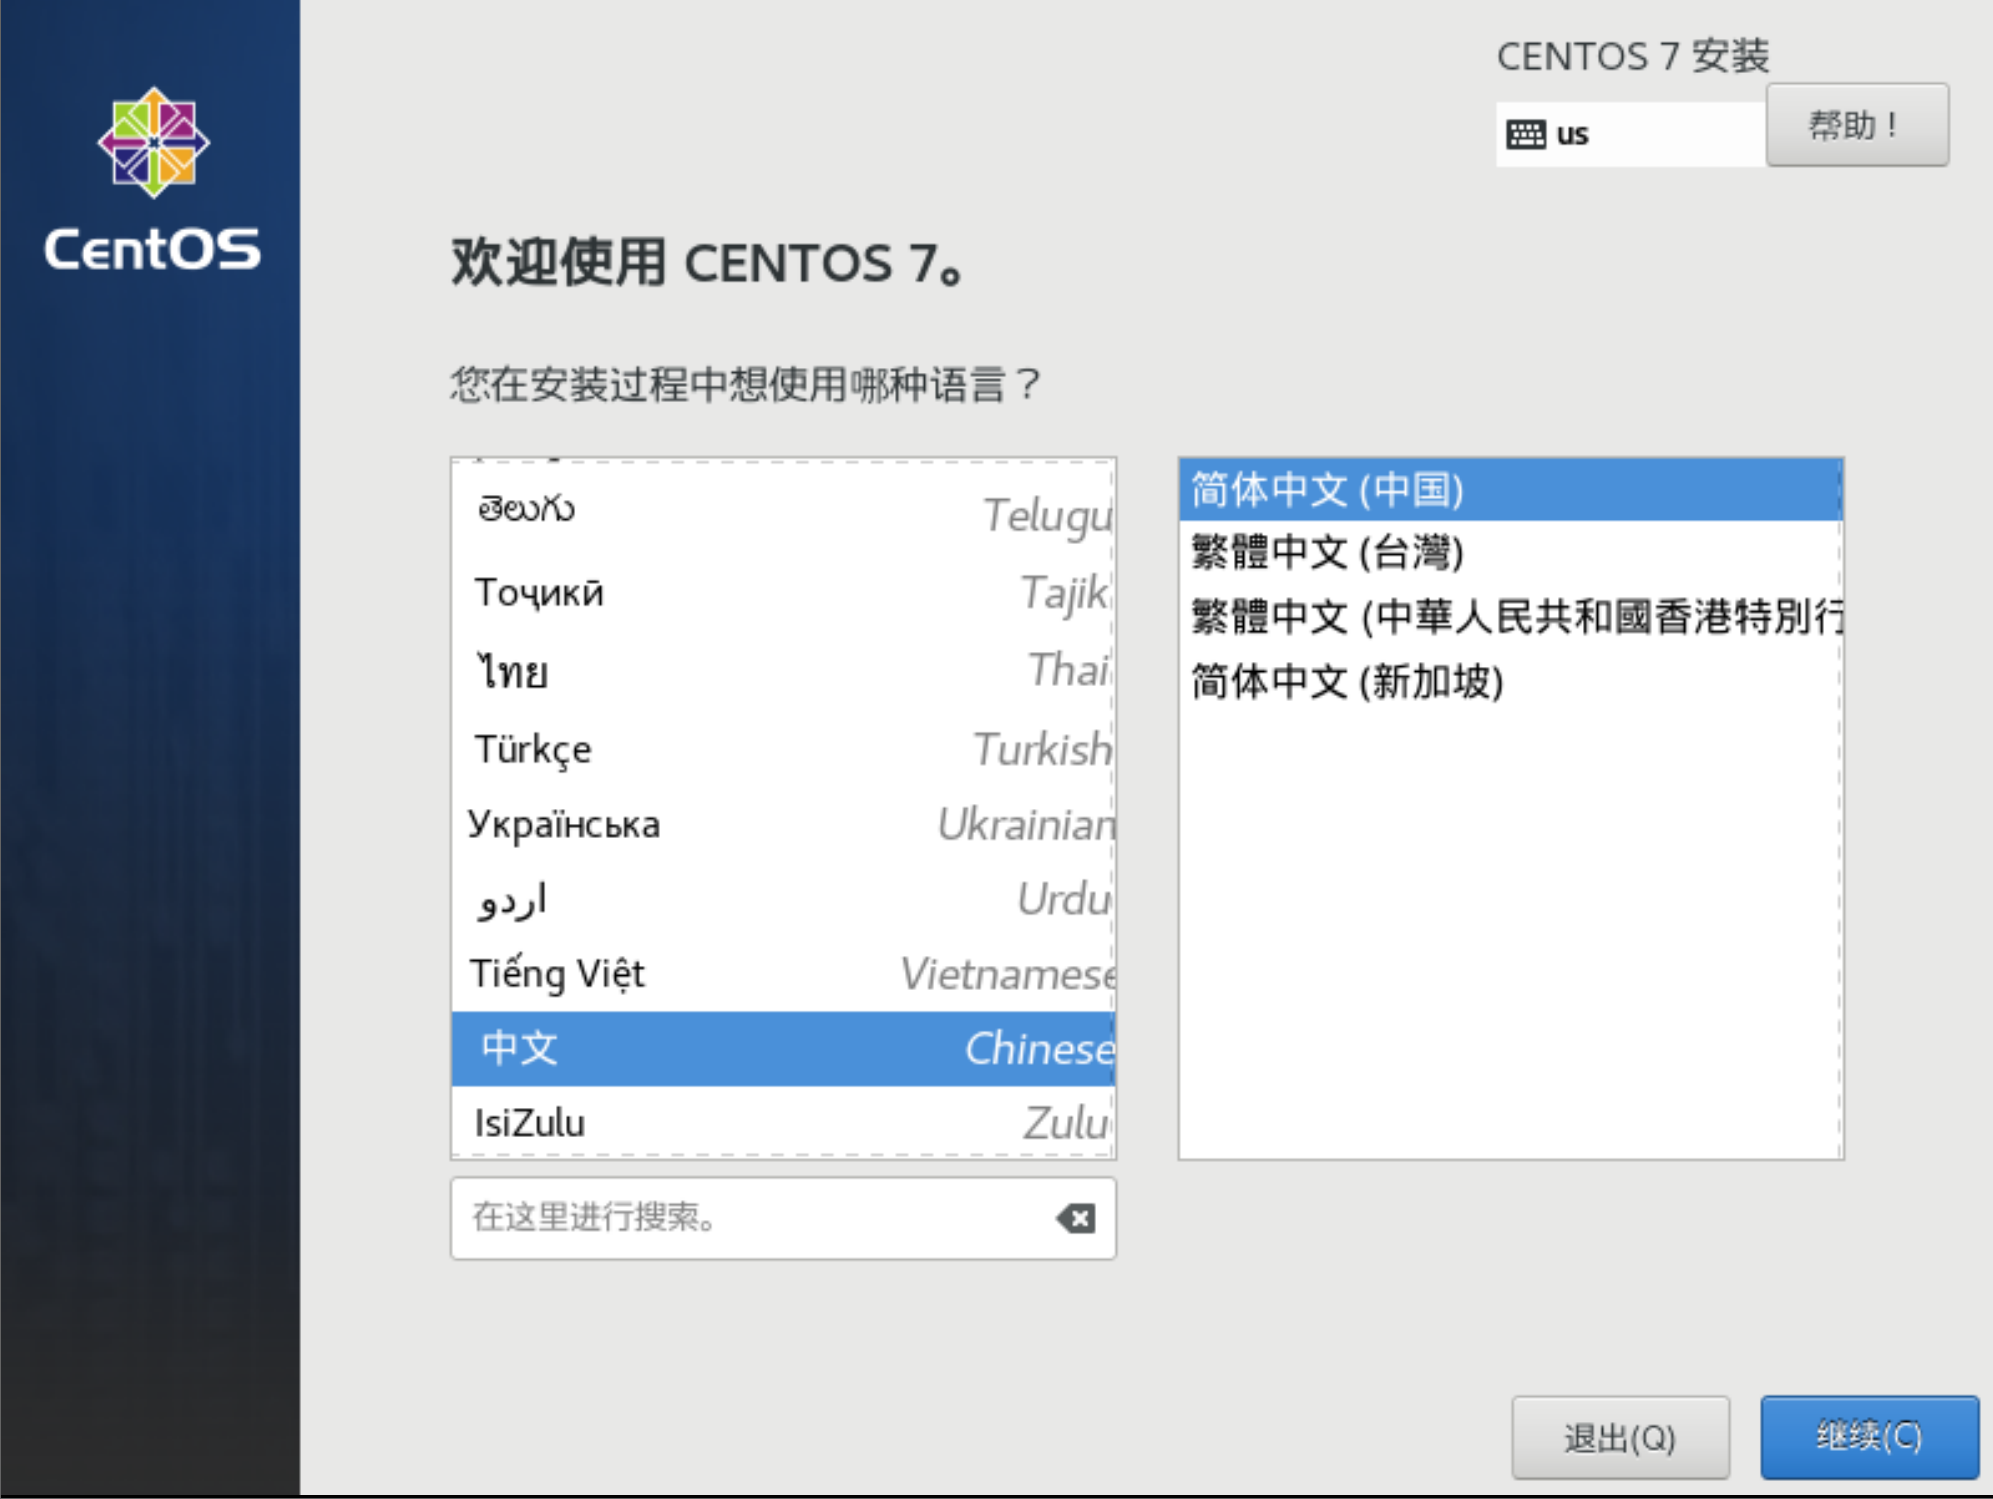 CentOS
CENTOS 7 安装
us
帮助！
欢迎使用 CENTOS 7。
您在安装过程中想使用哪种语言？
తెలుగు Telugu
Тоҷикӣ Tajik
ไทย Thai
Türkçe Turkish
Українська Ukrainian
اردو Urdu
Tiếng Việt Vietnamese
中文 Chinese
IsiZulu Zulu
简体中文 (中国)
繁體中文 (台灣)
繁體中文 (中華人民共和國香港特別行
简体中文 (新加坡)
在这里进行搜索。
退出(Q)
继续(C)